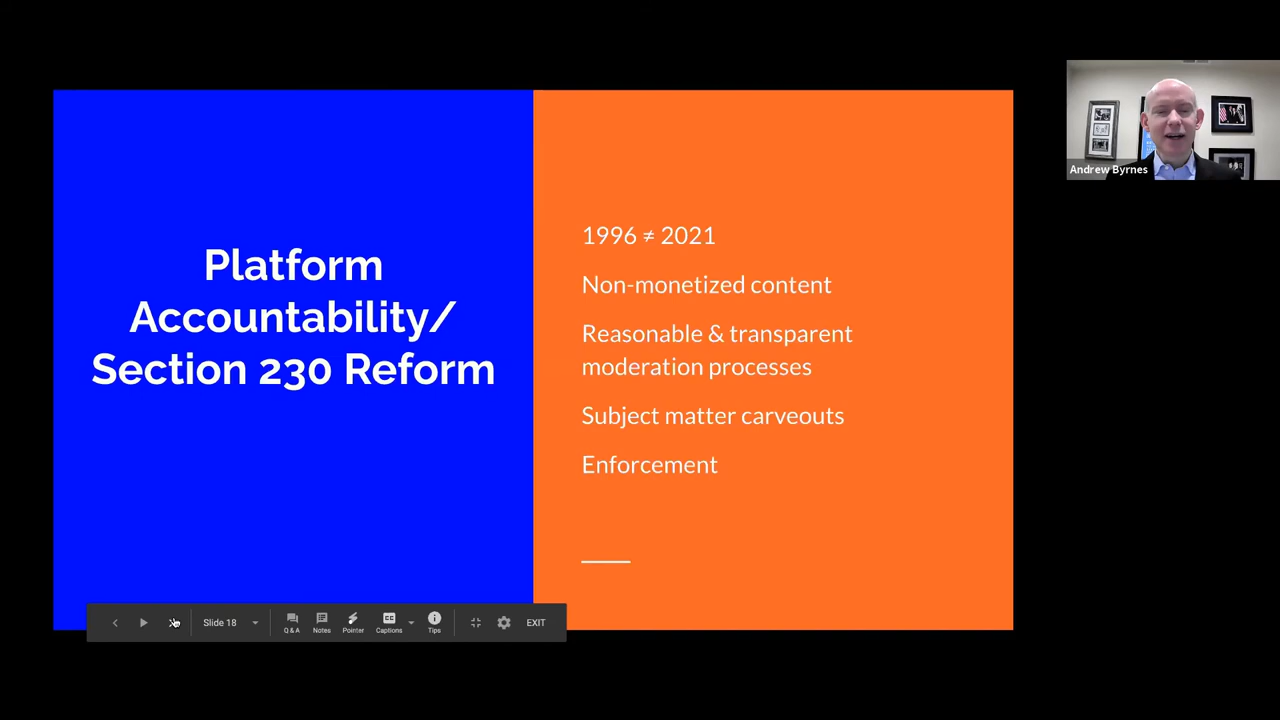 Platform
Accountability/
Section 230 Reform
1996 ≠ 2021
Non-monetized content
Reasonable & transparent
moderation processes
Subject matter carveouts
Enforcement
Andrew Byrnes
Slide 18
Q & A
Notes
Pointer
CC
Captions
Tips
EXIT